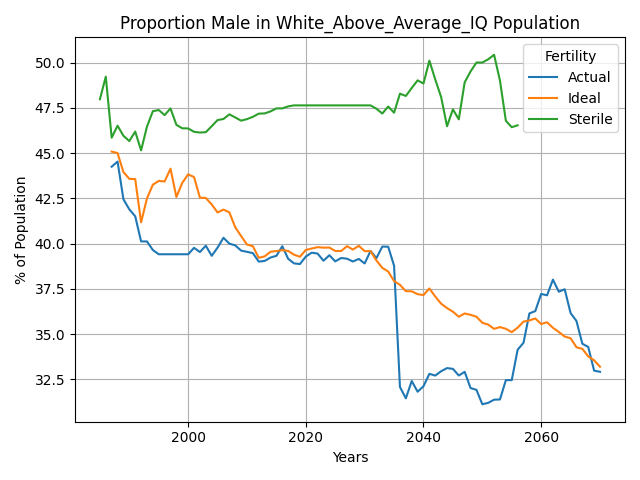 Proportion Male in White_Above_Average_IQ Population
Fertility
Actual
Ideal
Sterile
% of Population
50.0
47.5
45.0
42.5
40.0
37.5
35.0
32.5
2000
2020
2040
2060
Years